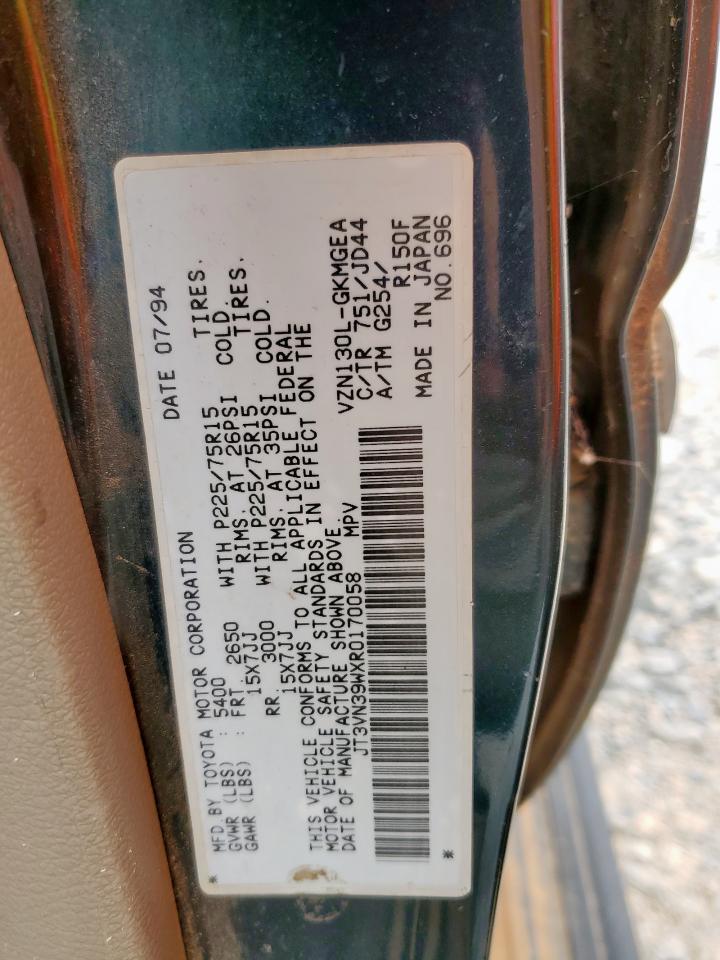 * MFD. BY TOYOTA MOTOR CORPORATION DATE 07/94
GVWR (LBS) : 5400
GAWR (LBS) : FRT. 2650 WITH P225/75R15 TIRES,
15X7JJ RIMS, AT 26PSI COLD.
RR. 3000 WITH P225/75R15 TIRES,
15X7JJ RIMS, AT 35PSI COLD.
THIS VEHICLE CONFORMS TO ALL APPLICABLE FEDERAL
MOTOR VEHICLE SAFETY STANDARDS IN EFFECT ON THE
DATE OF MANUFACTURE SHOWN ABOVE.
JT3VN39WXR0170058 MPV
VZN130L-GKMGEA
C/TR 751/JD44
A/TM G254/
R150F
MADE IN JAPAN
* NO.696